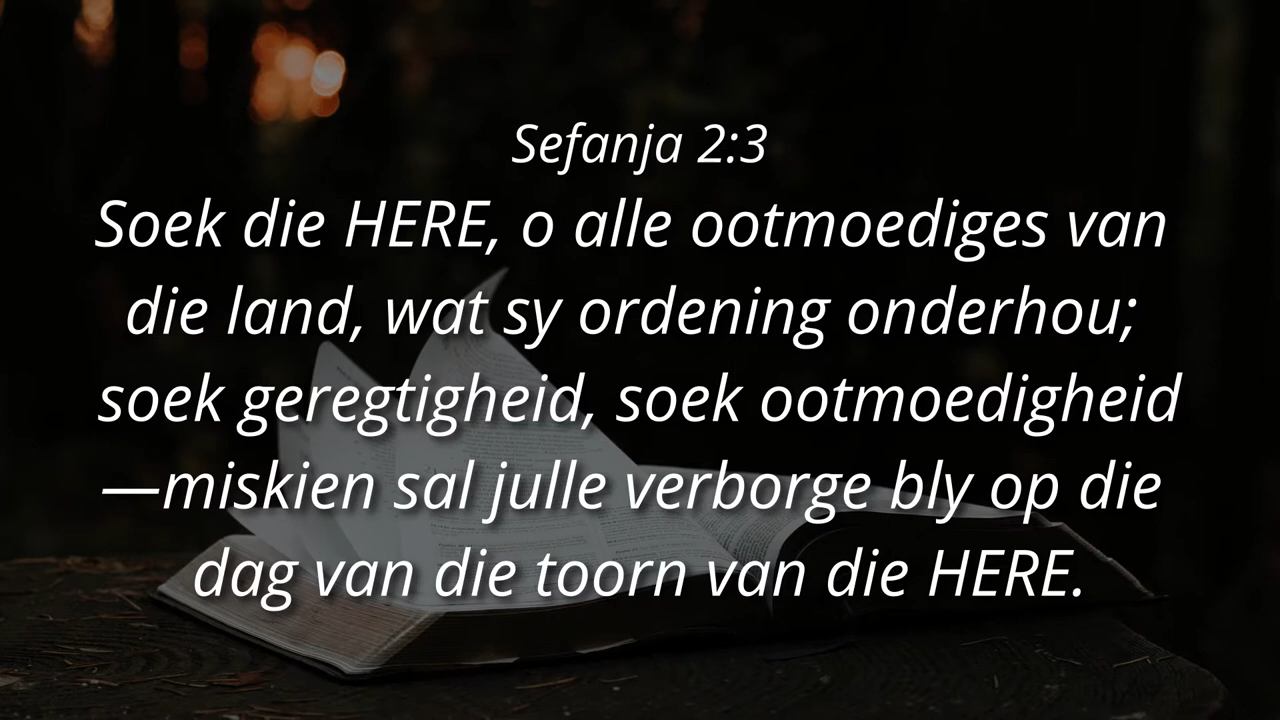 Sefanja 2:3
Soek die HERE, o alle ootmoediges van
die land, wat sy ordening onderhou;
soek geregtigheid, soek ootmoedigheid
—miskien sal julle verborge bly op die
dag van die toorn van die HERE.